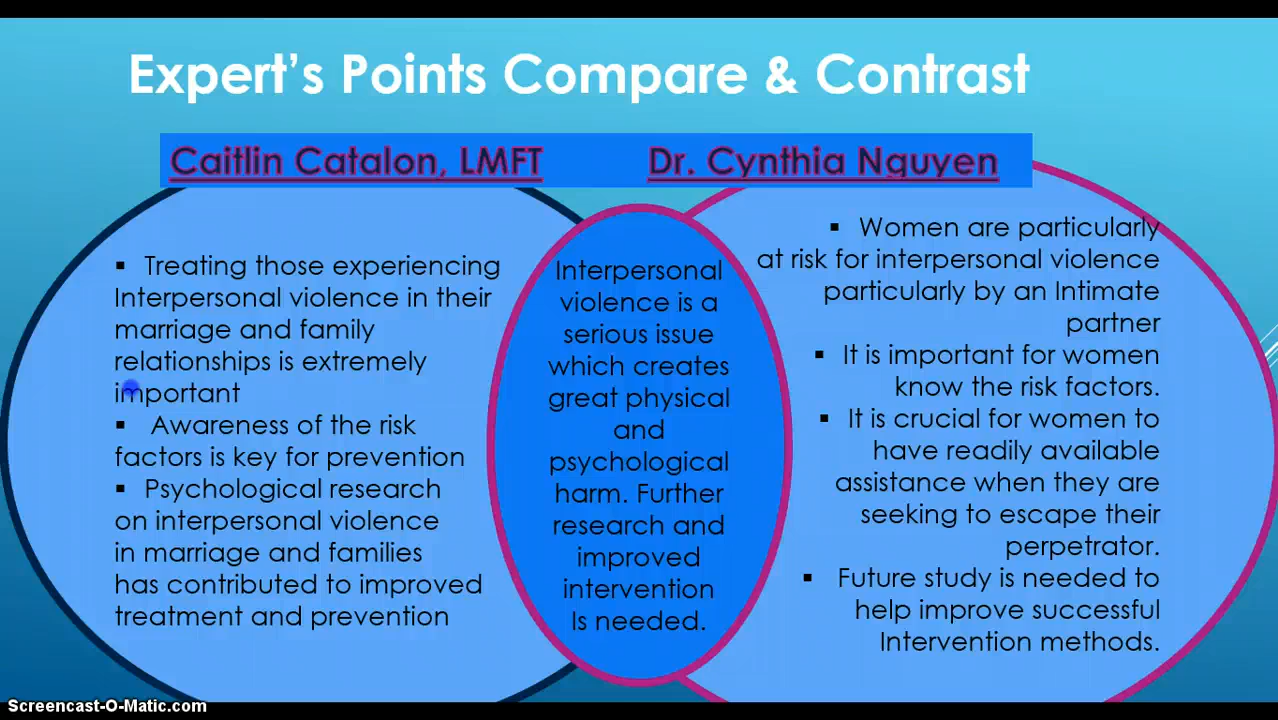 Expert's Points Compare & Contrast
Caitlin Catalon, LMFT
Dr. Cynthia Nguyen
▪ Treating those experiencing
Interpersonal violence in their
marriage and family
relationships is extremely
important
▪ Awareness of the risk
factors is key for prevention
▪ Psychological research
on interpersonal violence
in marriage and families
has contributed to improved
treatment and prevention
Interpersonal
violence is a
serious issue
which creates
great physical
and
psychological
harm. Further
research and
improved
intervention
Is needed.
▪ Women are particularly
at risk for interpersonal violence
particularly by an Intimate
partner
▪ It is important for women
know the risk factors.
▪ It is crucial for women to
have readily available
assistance when they are
seeking to escape their
perpetrator.
▪ Future study is needed to
help improve successful
Intervention methods.
Screencast-O-Matic.com